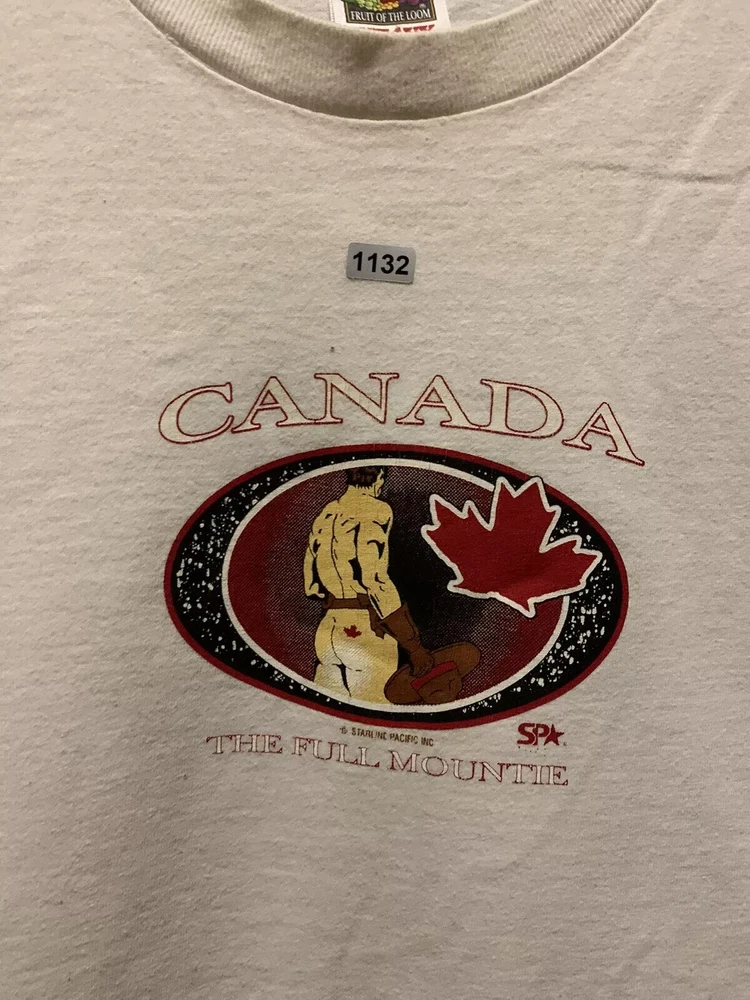 FRUIT OF THE LOOM
1132
CANADA
© STARLINE PACIFIC INC
SP
THE FULL MOUNTIE